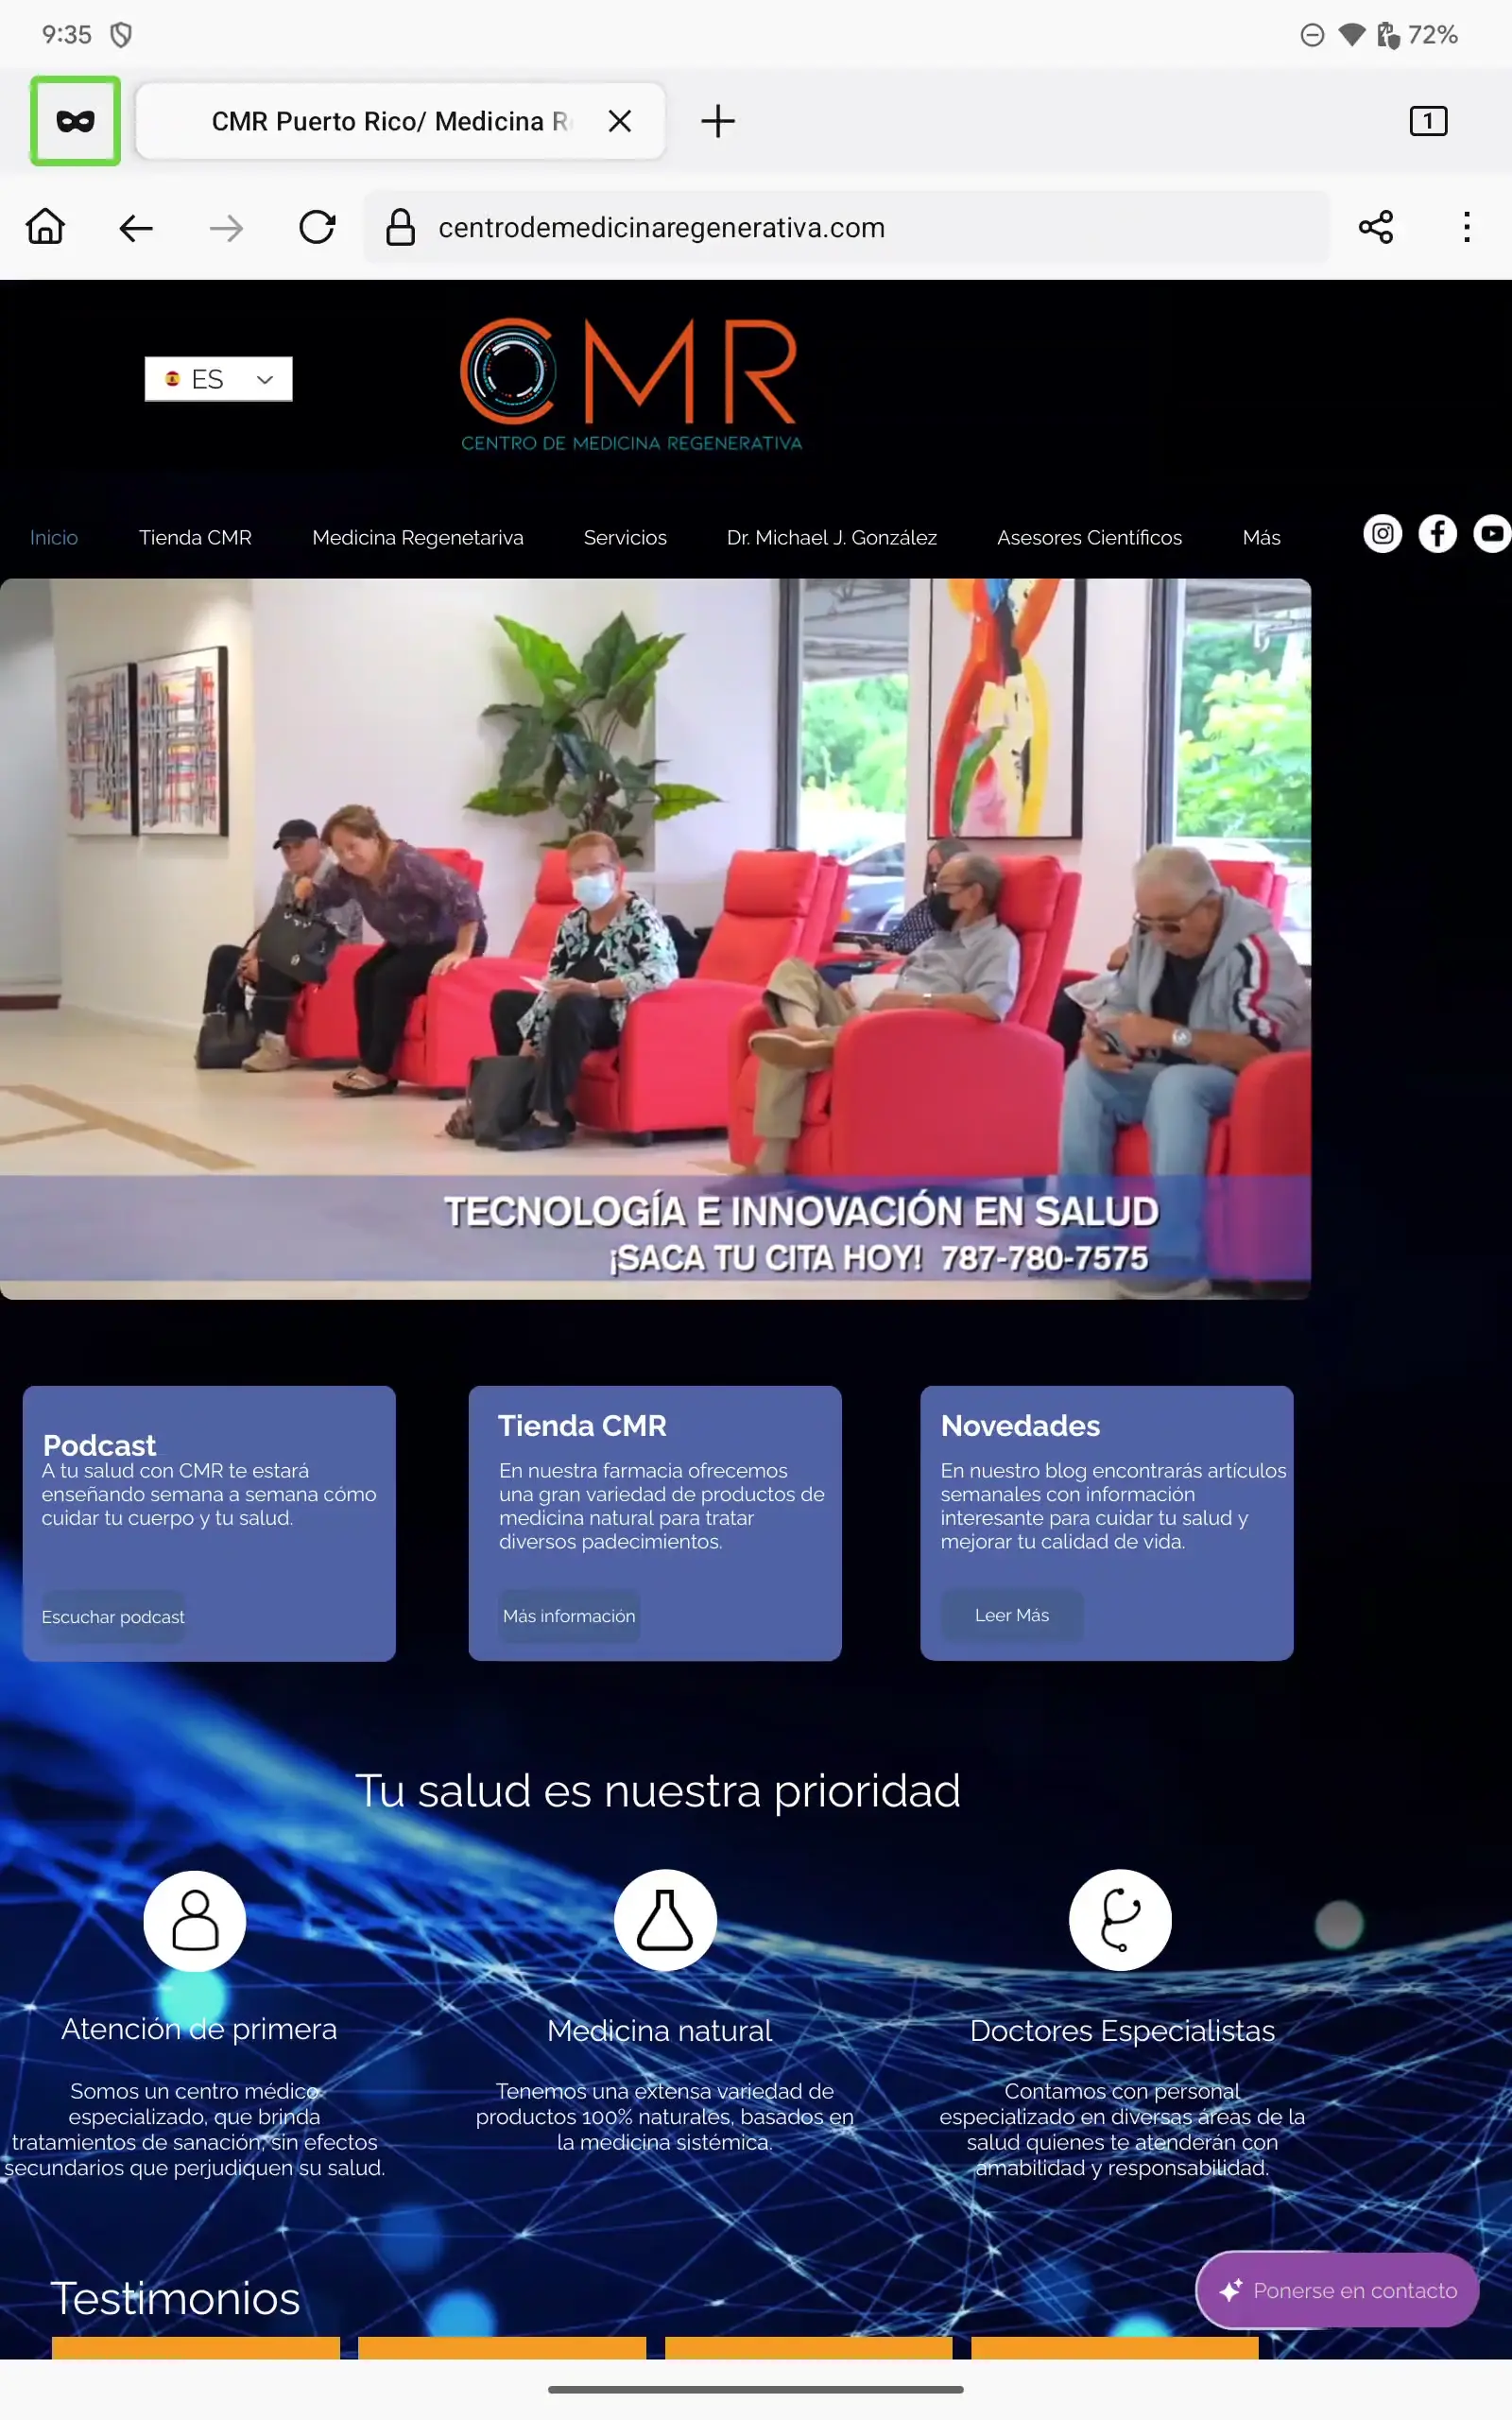 9:35
72%
CMR Puerto Rico/ Medicina R
1
centrodemedicinaregenerativa.com
ES
CMR
CENTRO DE MEDICINA REGENERATIVA
Inicio
Tienda CMR
Medicina Regenetariva
Servicios
Dr. Michael J. González
Asesores Científicos
Más
TECNOLOGÍA E INNOVACIÓN EN SALUD
¡SACA TU CITA HOY! 787-780-7575
Podcast
A tu salud con CMR te estará
enseñando semana a semana cómo
cuidar tu cuerpo y tu salud.
Escuchar podcast
Tienda CMR
En nuestra farmacia ofrecemos
una gran variedad de productos de
medicina natural para tratar
diversos padecimientos.
Más información
Novedades
En nuestro blog encontrarás artículos
semanales con información
interesante para cuidar tu salud y
mejorar tu calidad de vida.
Leer Más
Tu salud es nuestra prioridad
Atención de primera
Somos un centro médico
especializado, que brinda
tratamientos de sanación, sin efectos
secundarios que perjudiquen su salud.
Medicina natural
Tenemos una extensa variedad de
productos 100% naturales, basados en
la medicina sistémica.
Doctores Especialistas
Contamos con personal
especializado en diversas áreas de la
salud quienes te atenderán con
amabilidad y responsabilidad.
Testimonios
Ponerse en contacto